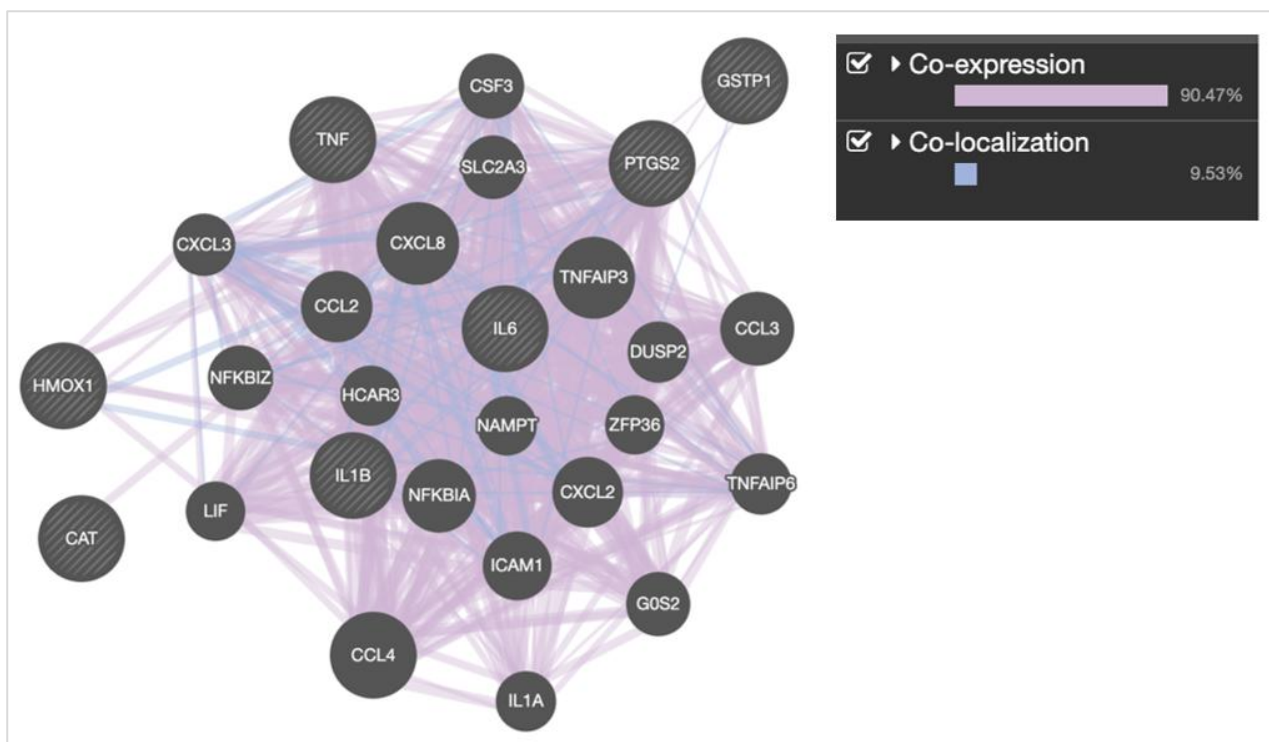 CSF3
GSTP1
TNF
SLC2A3
PTGS2
CXCL3
CXCL8
TNFAIP3
CCL2
IL6
CCL3
DUSP2
HMOX1
NFKBIZ
HCAR3
NAMPT
ZFP36
IL1B
NFKBIA
CXCL2
TNFAIP6
LIF
CAT
ICAM1
G0S2
CCL4
IL1A
Co-expression
90.47%
Co-localization
9.53%